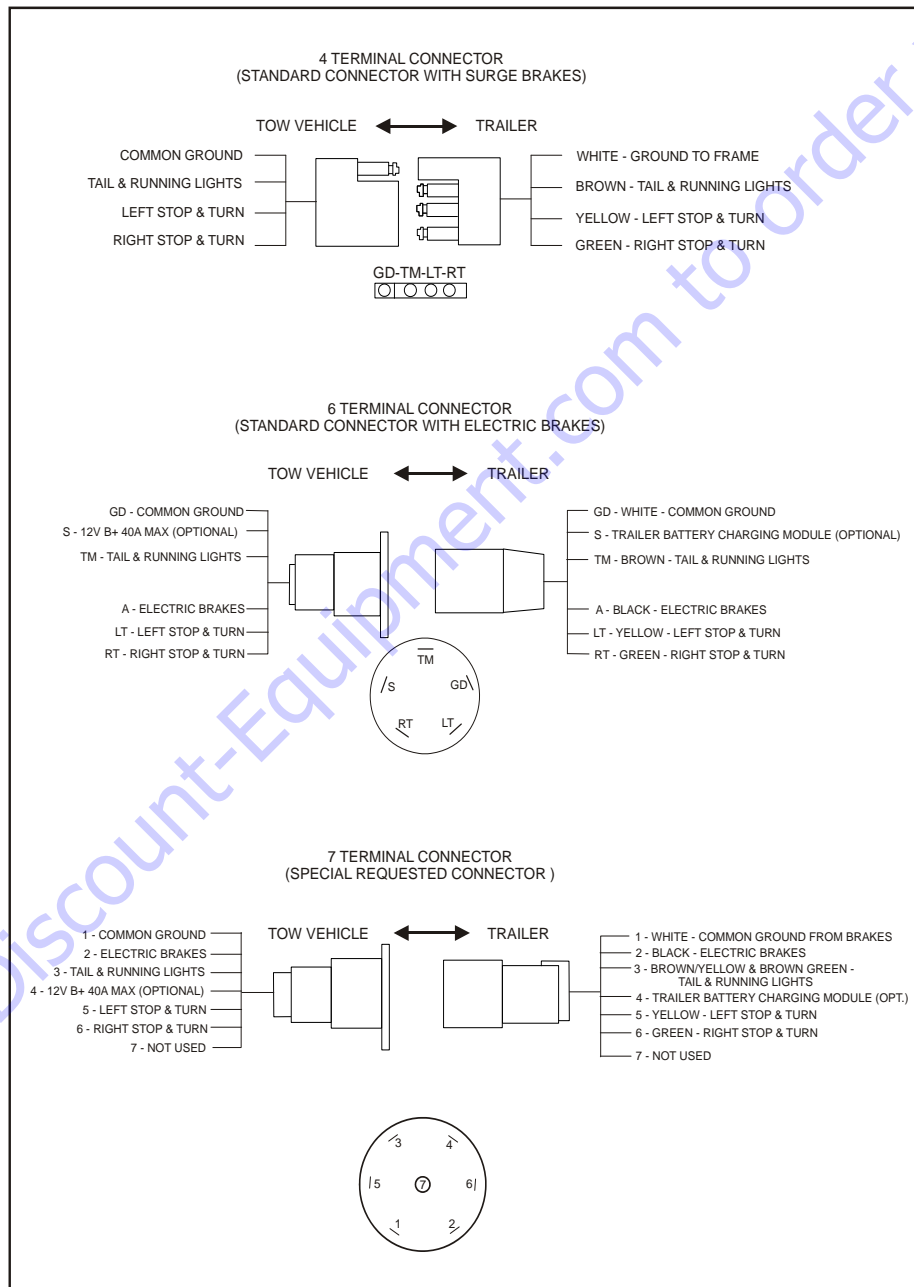 4 TERMINAL CONNECTOR
(STANDARD CONNECTOR WITH SURGE BRAKES)
TOW VEHICLE
TRAILER
COMMON GROUND
TAIL & RUNNING LIGHTS
LEFT STOP & TURN
RIGHT STOP & TURN
WHITE - GROUND TO FRAME
BROWN - TAIL & RUNNING LIGHTS
YELLOW - LEFT STOP & TURN
GREEN - RIGHT STOP & TURN
GD-TM-LT-RT
6 TERMINAL CONNECTOR
(STANDARD CONNECTOR WITH ELECTRIC BRAKES)
TOW VEHICLE
TRAILER
GD - COMMON GROUND
S - 12V B+ 40A MAX (OPTIONAL)
TM - TAIL & RUNNING LIGHTS
A - ELECTRIC BRAKES
LT - LEFT STOP & TURN
RT - RIGHT STOP & TURN
GD - WHITE - COMMON GROUND
S - TRAILER BATTERY CHARGING MODULE (OPTIONAL)
TM - BROWN - TAIL & RUNNING LIGHTS
A - BLACK - ELECTRIC BRAKES
LT - YELLOW - LEFT STOP & TURN
RT - GREEN - RIGHT STOP & TURN
TM
S
GD
RT
LT
7 TERMINAL CONNECTOR
(SPECIAL REQUESTED CONNECTOR )
TOW VEHICLE
TRAILER
1 - COMMON GROUND
2 - ELECTRIC BRAKES
3 - TAIL & RUNNING LIGHTS
4 - 12V B+ 40A MAX (OPTIONAL)
5 - LEFT STOP & TURN
6 - RIGHT STOP & TURN
7 - NOT USED
1 - WHITE - COMMON GROUND FROM BRAKES
2 - BLACK - ELECTRIC BRAKES
3 - BROWN/YELLOW & BROWN GREEN -
TAIL & RUNNING LIGHTS
4 - TRAILER BATTERY CHARGING MODULE (OPT.)
5 - YELLOW - LEFT STOP & TURN
6 - GREEN - RIGHT STOP & TURN
7 - NOT USED
3
4
5
7
6
1
2
Discount-Equipment.com to order